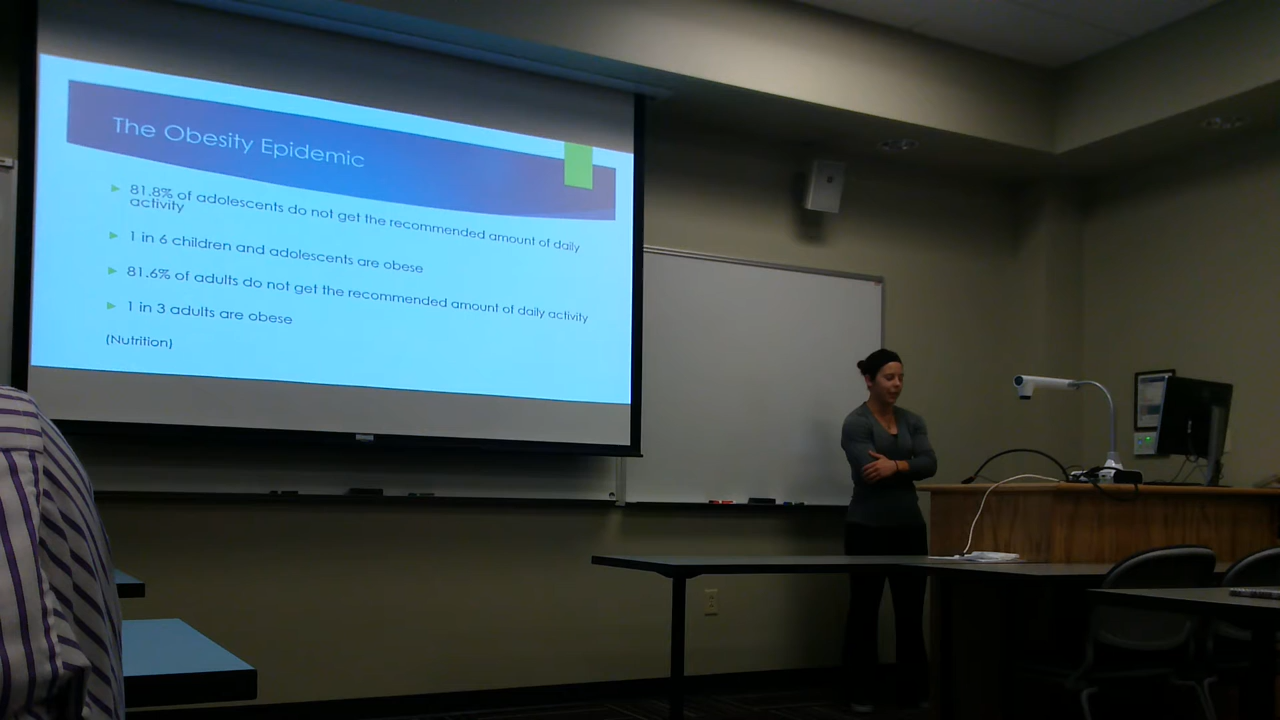 The Obesity Epidemic
81.8% of adolescents do not get the recommended amount of daily
activity
1 in 6 children and adolescents are obese
81.6% of adults do not get the recommended amount of daily activity
1 in 3 adults are obese
(Nutrition)